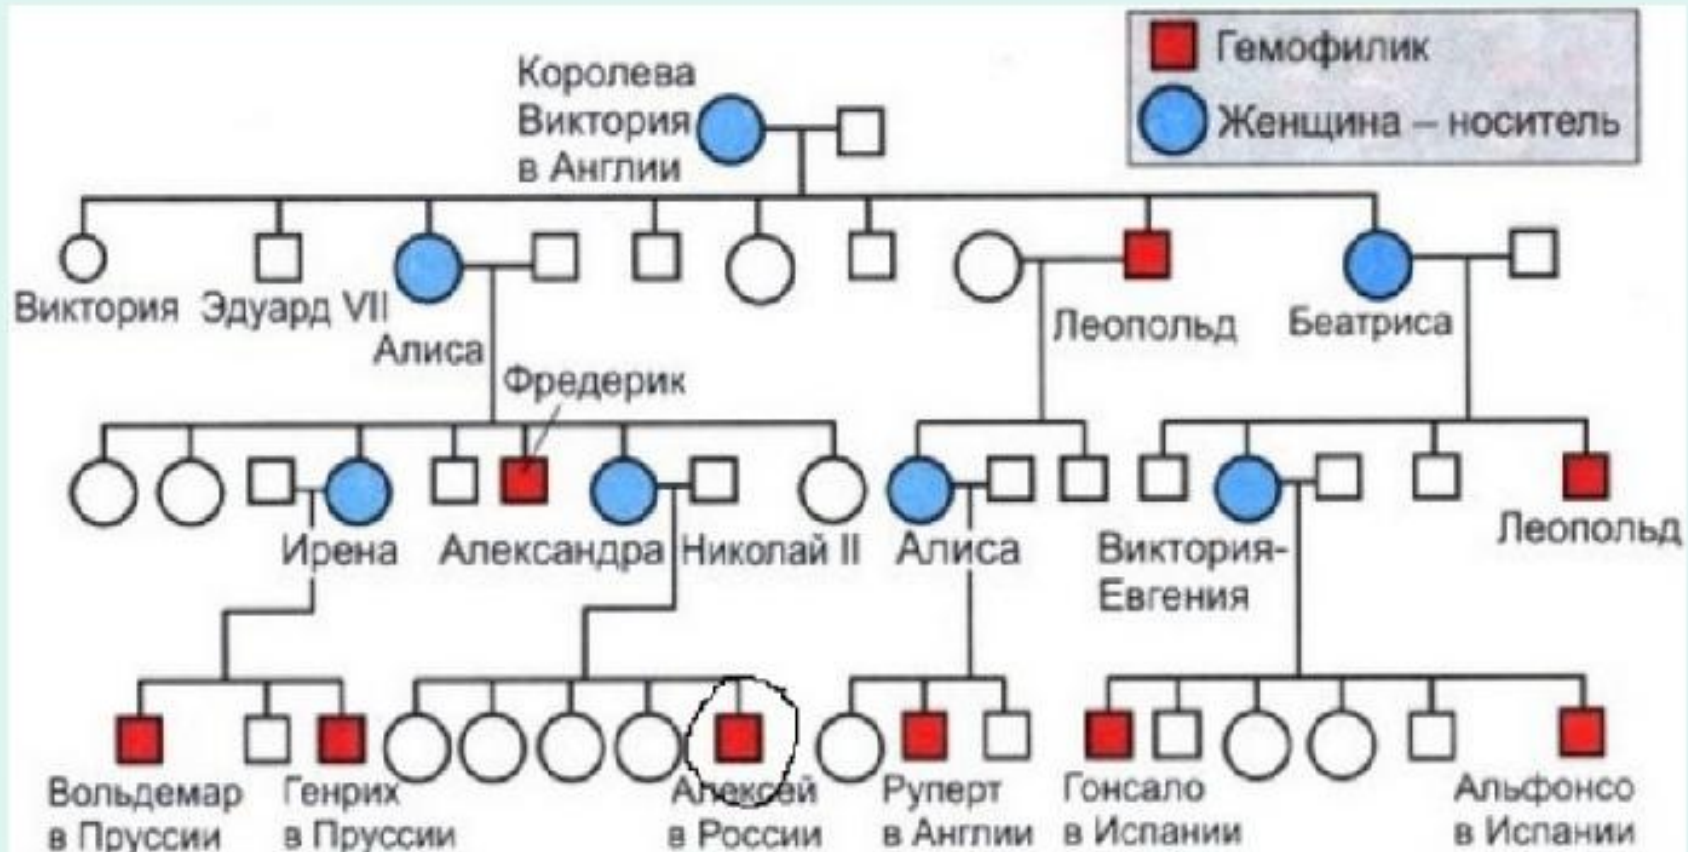 Гемофилик
Женщина – носитель
Королева
Виктория
в Англии
Виктория
Эдуард VII
Алиса
Леопольд
Беатриса
Фредерик
Ирена
Александра
Николай II
Алиса
Виктория-
Евгения
Леопольд
Вольдемар
в Пруссии
Генрих
в Пруссии
Алексей
в России
Руперт
в Англии
Гонсало
в Испании
Альфонсо
в Испании